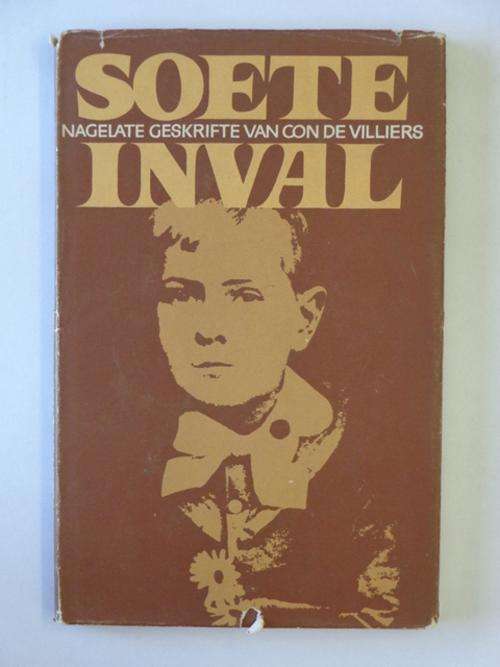 SOETE
NAGELATE GESKRIFTE VAN CON DE VILLIERS
INVAL